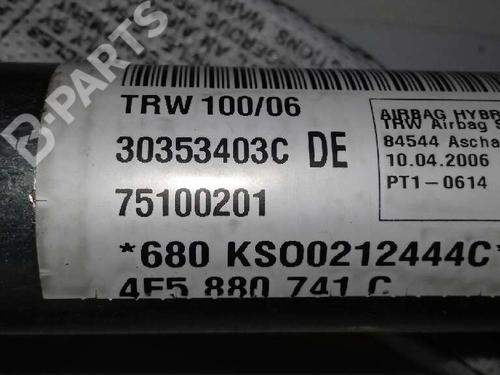 B-PARTS
TRW 100/06
30353403C DE
75100201
*680 KSO0212444C*
4F5 880 741 C
AIRBAG HYBR
TRW Airbag S
84544 Ascha
10.04.2006
PT1-0614